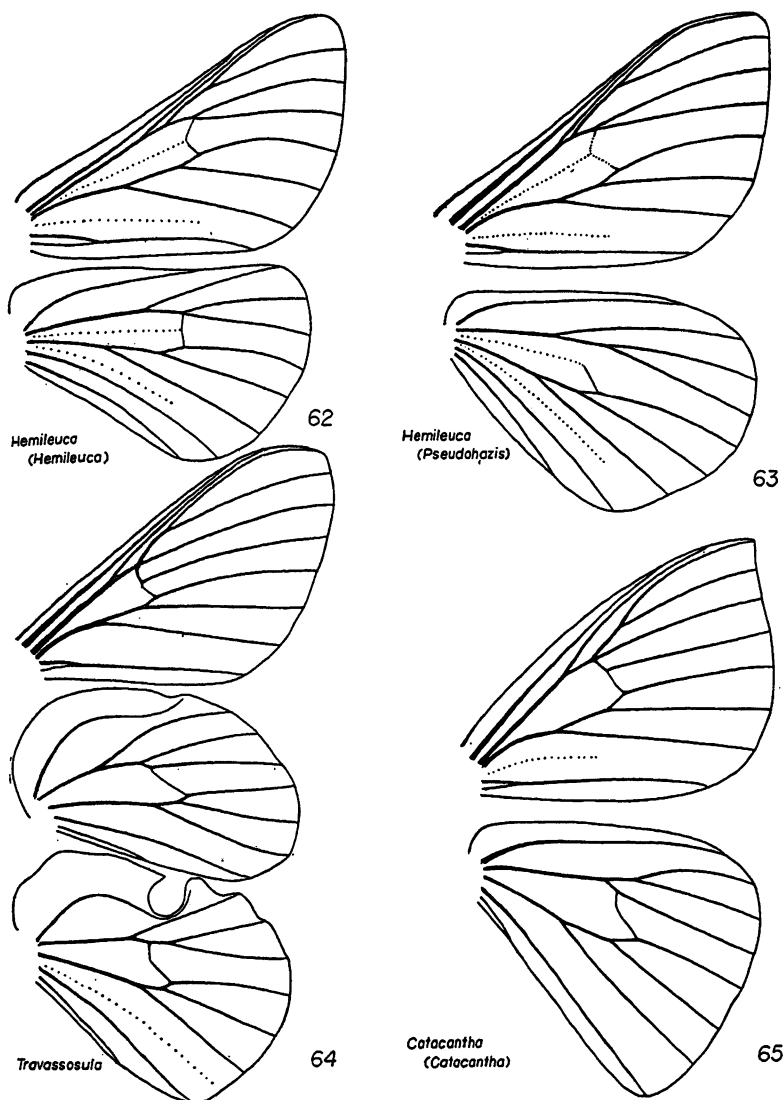 62
Hemileuca
(Hemileuca)
Hemileuca
(Pseudohazis)
63
Travassosula
64
Catacantha
(Catacantha)
65